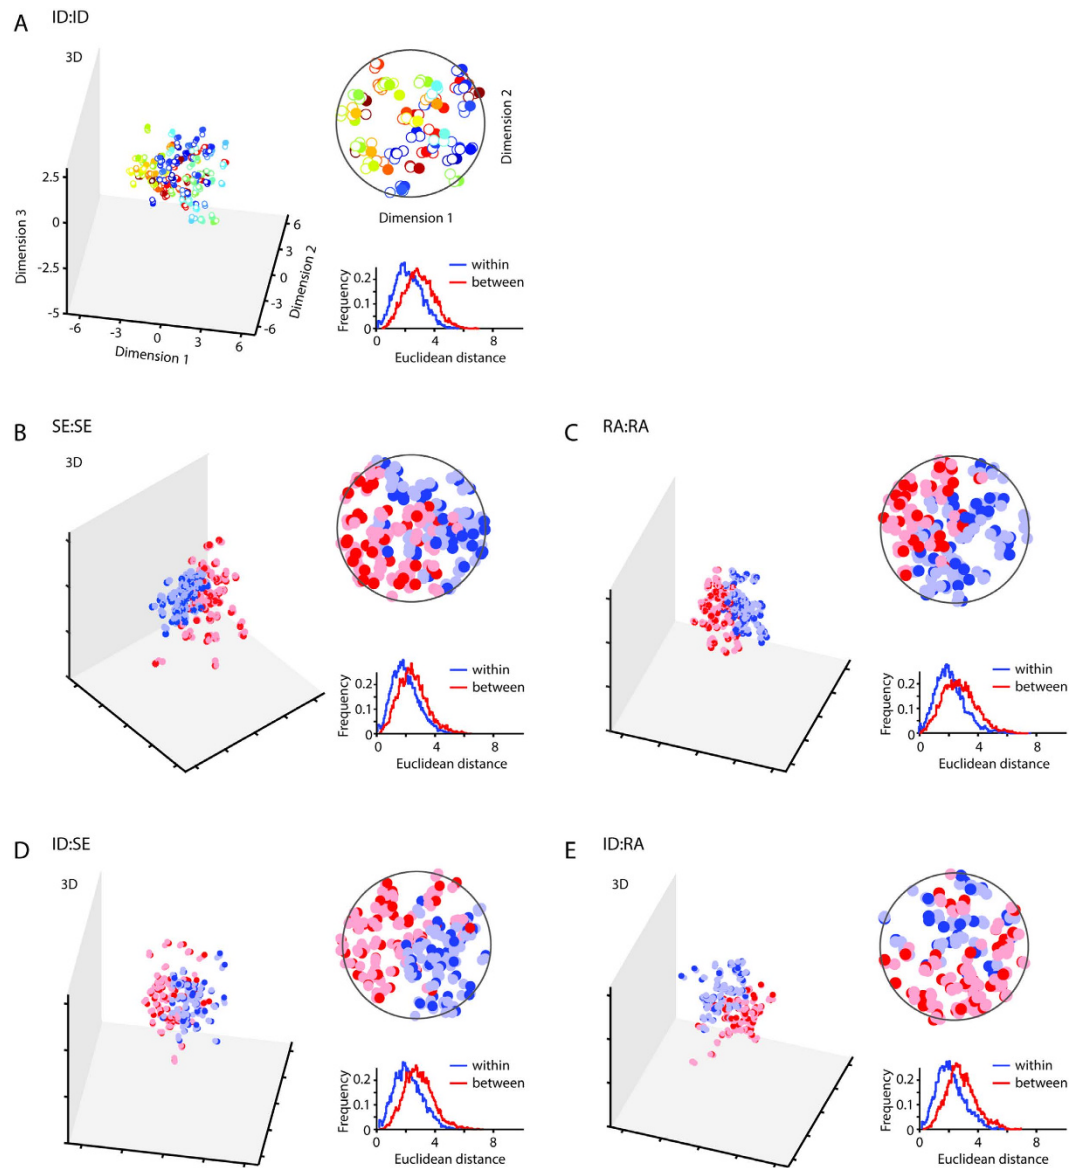 A ID:ID
3D
Dimension 2
Dimension 1
2.5
0
-2.5
-5
Dimension 3
-6 -3 0 3 6
Dimension 1
6
3
0
-3
-6
Dimension 2
within
between
Frequency
0.2
0.1
0
0 4 8
Euclidean distance
B SE:SE
3D
within
between
Frequency
0.2
0.1
0
0 4 8
Euclidean distance
C RA:RA
within
between
Frequency
0.2
0.1
0
0 4 8
Euclidean distance
D ID:SE
3D
within
between
Frequency
0.2
0.1
0
0 4 8
Euclidean distance
E ID:RA
3D
within
between
Frequency
0.2
0.1
0
0 4 8
Euclidean distance